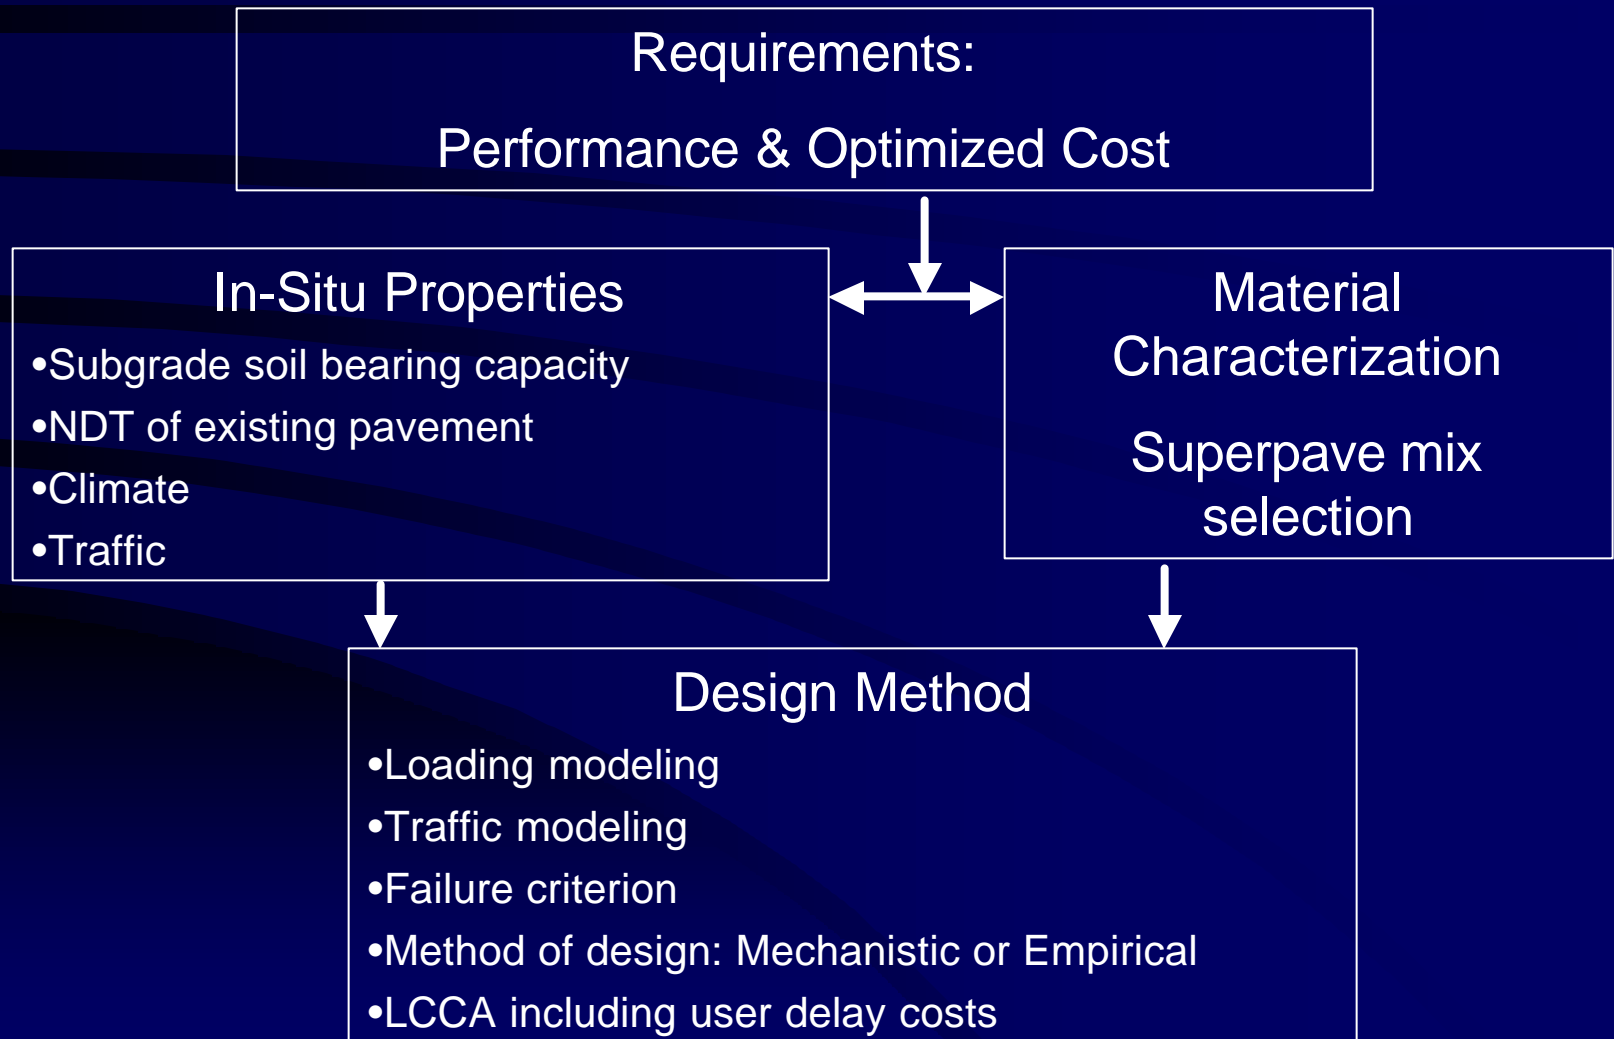 Requirements:
Performance & Optimized Cost
In-Situ Properties
•Subgrade soil bearing capacity
•NDT of existing pavement
•Climate
•Traffic
Material
Characterization
Superpave mix
selection
Design Method
•Loading modeling
•Traffic modeling
•Failure criterion
•Method of design: Mechanistic or Empirical
•LCCA including user delay costs